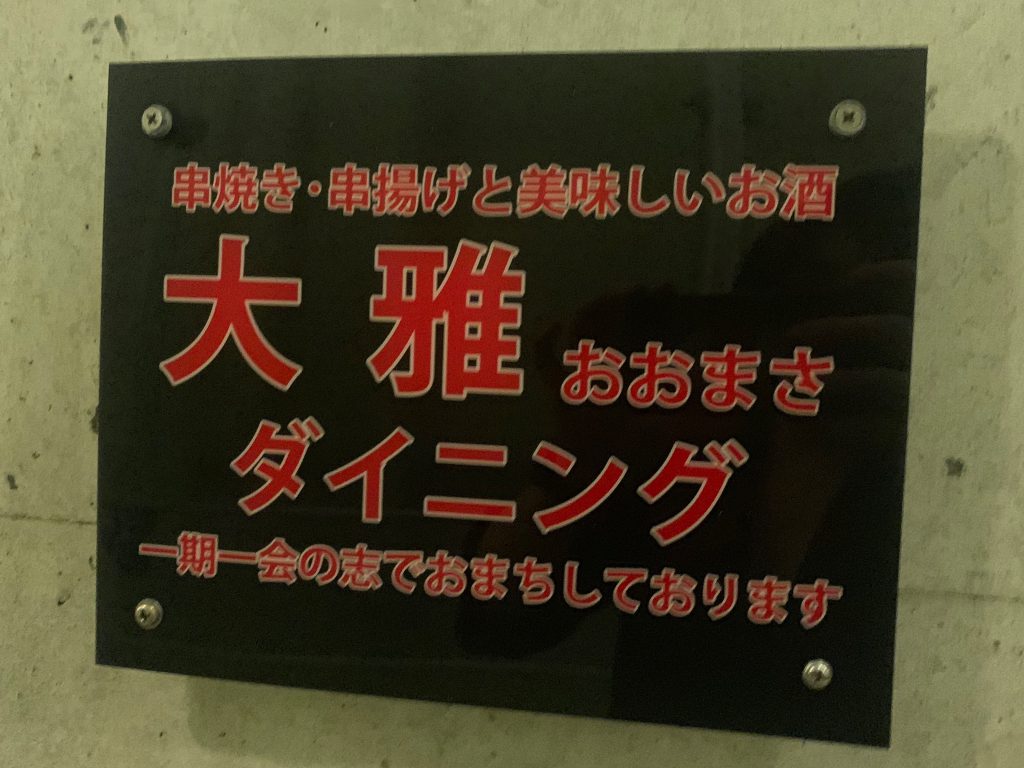 串焼き・串揚げと美味しいお酒
大雅 おおまさ
ダイニング
一期一会の志でおまちしております